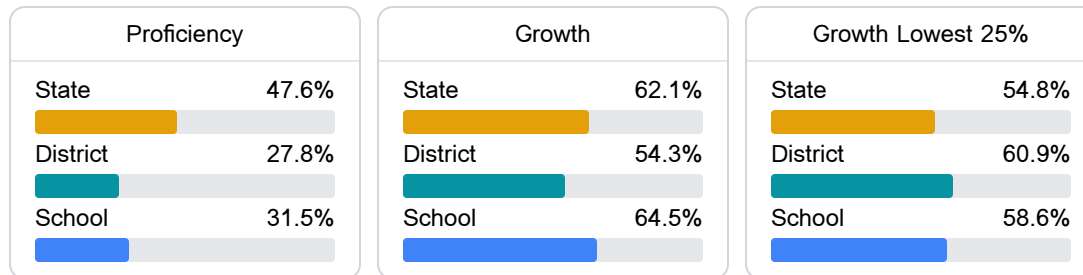 Proficiency
State 47.6%
District 27.8%
School 31.5%
Growth
State 62.1%
District 54.3%
School 64.5%
Growth Lowest 25%
State 54.8%
District 60.9%
School 58.6%